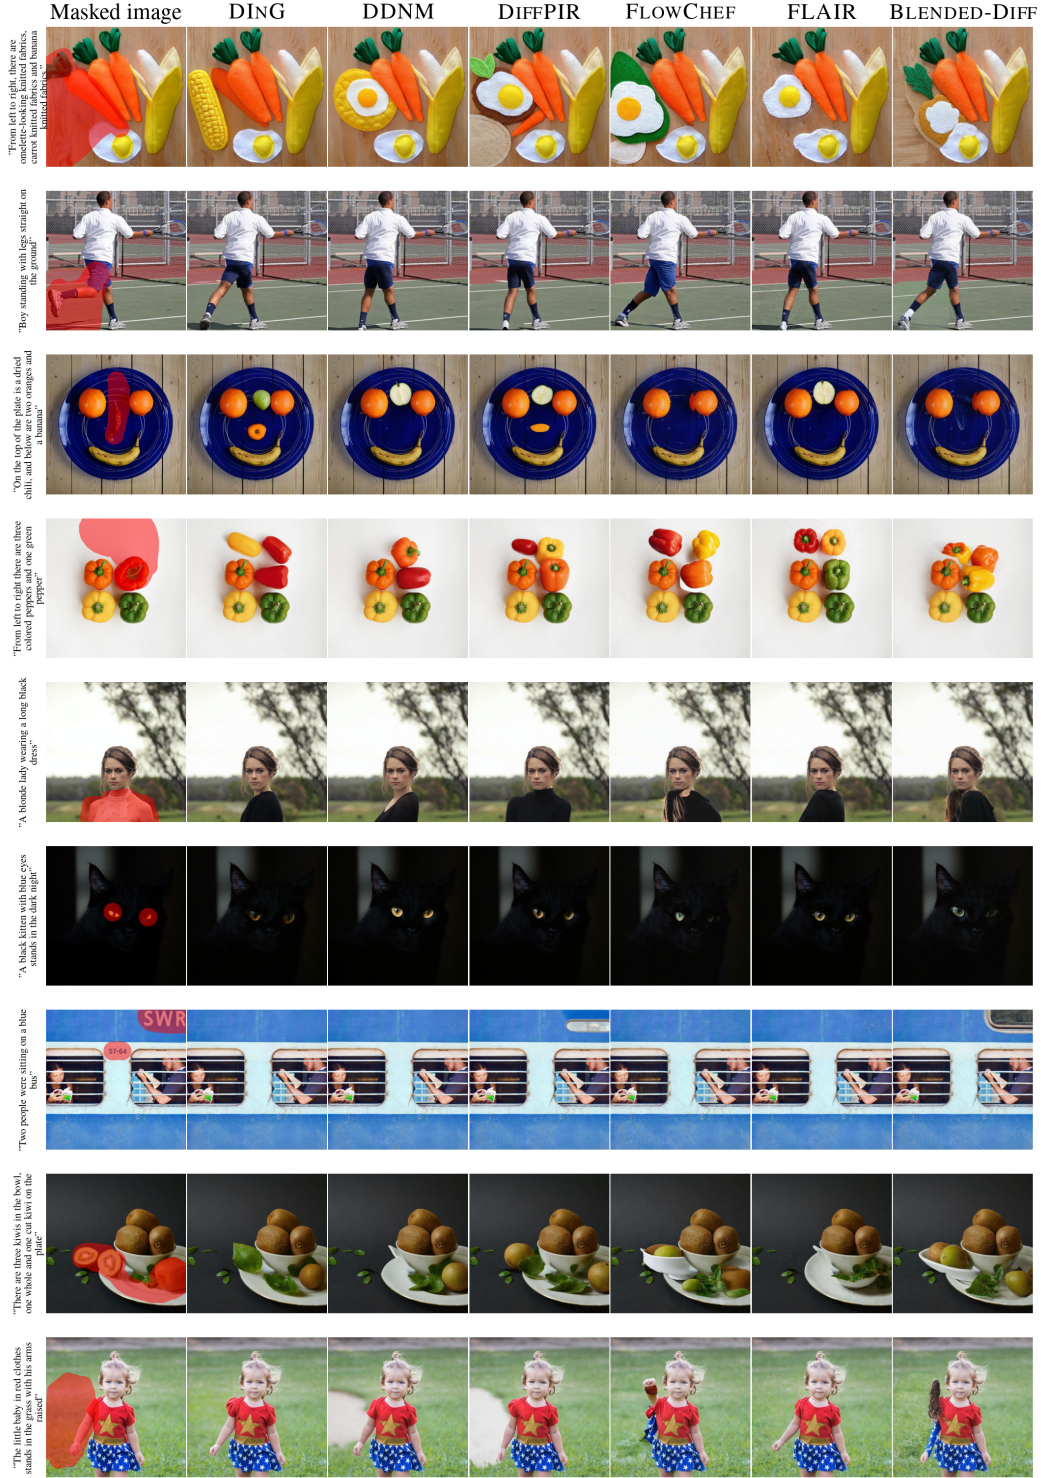 Masked image DING DDNM DIFFPIR FLOWCHEF FLAIR BLENDED-DIFF
"From left to right, there are
omelette-looking knitted fabrics,
carrot knitted fabrics and banana
knitted fabrics."
"Boy standing with legs straight on
the ground"
"On the top of the plate is a dried
chili, and below are two oranges and
a banana"
"From left to right there are three
colored peppers and one green
pepper"
"A blonde lady wearing a long black
dress"
"A black kitten with blue eyes
stands in the dark night"
"Two people were sitting on a blue
bus"
SWR
57-64
"There are three kiwis in the bowl,
one whole and one cut kiwi on the
plate"
"The little baby in red clothes
stands in the grass with his arms
raised"